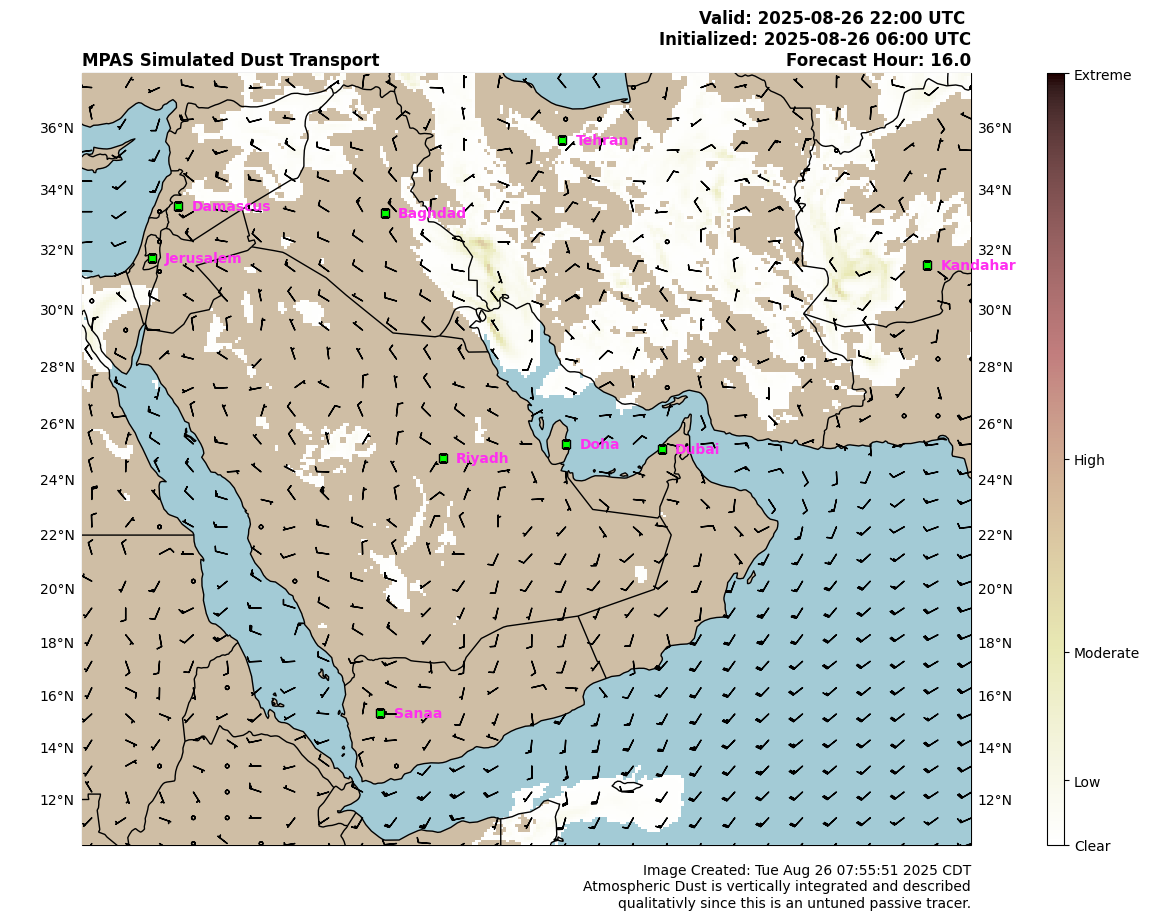 Valid: 2025-08-26 22:00 UTC
Initialized: 2025-08-26 06:00 UTC
MPAS Simulated Dust Transport
Forecast Hour: 16.0
Extreme
36°N
36°N
Tehran
34°N
34°N
Damascus
Baghdad
32°N
32°N
Jerusalem
Kandahar
30°N
30°N
28°N
28°N
26°N
26°N
Doha
Dubai
Riyadh
High
24°N
24°N
22°N
22°N
20°N
20°N
18°N
18°N
Moderate
16°N
16°N
Sanaa
14°N
14°N
Low
12°N
12°N
Clear
Image Created: Tue Aug 26 07:55:51 2025 CDT
Atmospheric Dust is vertically integrated and described
qualitativly since this is an untuned passive tracer.